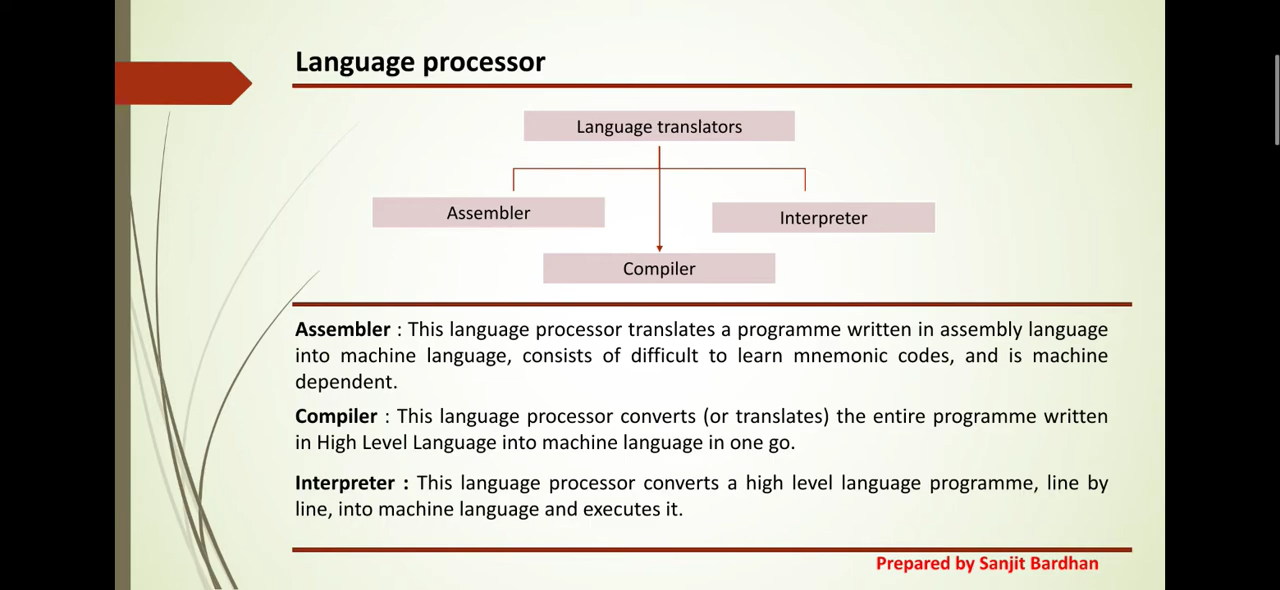 Language processor
Language translators
Assembler
Interpreter
Compiler
Assembler : This language processor translates a programme written in assembly language
into machine language, consists of difficult to learn mnemonic codes, and is machine
dependent.
Compiler : This language processor converts (or translates) the entire programme written
in High Level Language into machine language in one go.
Interpreter : This language processor converts a high level language programme, line by
line, into machine language and executes it.
Prepared by Sanjit Bardhan